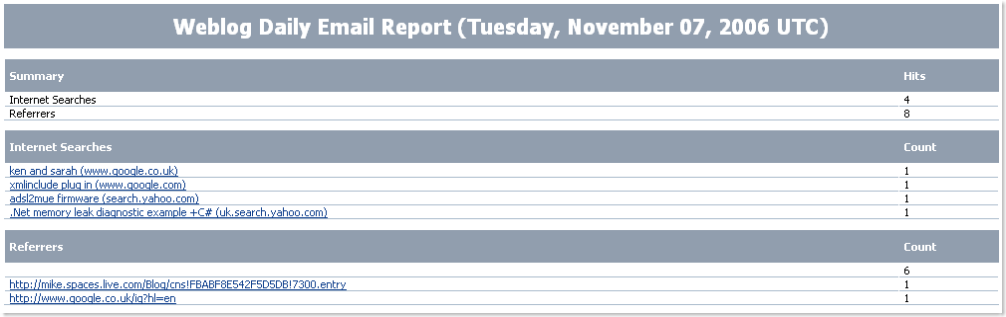 Weblog Daily Email Report (Tuesday, November 07, 2006 UTC)
Summary Hits
Internet Searches 4
Referrers 8
Internet Searches Count
ken and sarah (www.google.co.uk) 1
xmlinclude plug in (www.google.com) 1
adsl2mue firmware (search.yahoo.com) 1
.Net memory leak diagnostic example +C# (uk.search.yahoo.com) 1
Referrers Count
6
http://mike.spaces.live.com/Blog/cns!FBABF8E542F5D5DB!7300.entry 1
http://www.google.co.uk/ig?hl=en 1